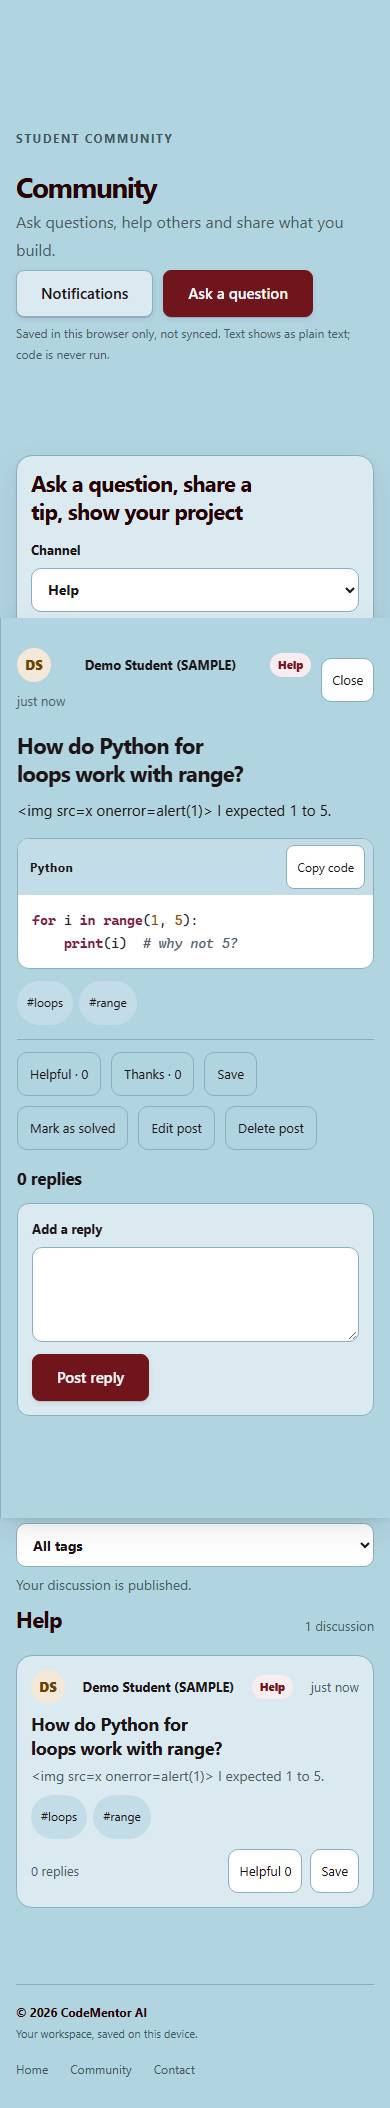 STUDENT COMMUNITY
Community
Ask questions, help others and share what you
build.
Notifications
Ask a question
Saved in this browser only, not synced. Text shows as plain text;
code is never run.
Ask a question, share a
tip, show your project
Channel
Help
DS
Demo Student (SAMPLE)
Help
Close
just now
How do Python for
loops work with range?
<img src=x onerror=alert(1)> I expected 1 to 5.
Python
Copy code
for i in range(1, 5):
    print(i)  # why not 5?
#loops
#range
Helpful · 0
Thanks · 0
Save
Mark as solved
Edit post
Delete post
0 replies
Add a reply
Post reply
All tags
Your discussion is published.
Help
1 discussion
DS
Demo Student (SAMPLE)
Help
just now
How do Python for
loops work with range?
<img src=x onerror=alert(1)> I expected 1 to 5.
#loops
#range
0 replies
Helpful 0
Save
© 2026 CodeMentor AI
Your workspace, saved on this device.
Home
Community
Contact